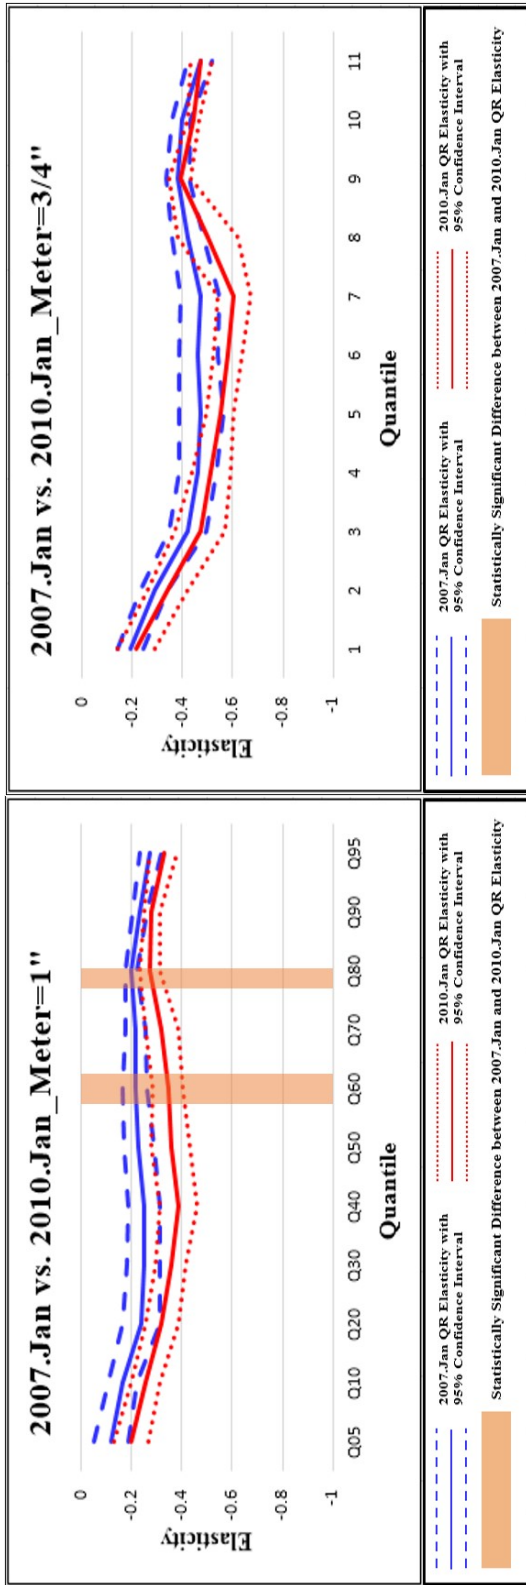 2007.Jan vs. 2010.Jan_Meter=1"
Elasticity
0
-0.2
-0.4
-0.6
-0.8
-1
Q05 Q10 Q20 Q30 Q40 Q50 Q60 Q70 Q80 Q90 Q95
Quantile
2007.Jan QR Elasticity with
95% Confidence Interval
2010.Jan QR Elasticity with
95% Confidence Interval
Statistically Significant Difference between 2007.Jan and 2010.Jan QR Elasticity
2007.Jan vs. 2010.Jan_Meter=3/4"
Elasticity
0
-0.2
-0.4
-0.6
-0.8
-1
1 2 3 4 5 6 7 8 9 10 11
Quantile
2007.Jan QR Elasticity with
95% Confidence Interval
2010.Jan QR Elasticity with
95% Confidence Interval
Statistically Significant Difference between 2007.Jan and 2010.Jan QR Elasticity